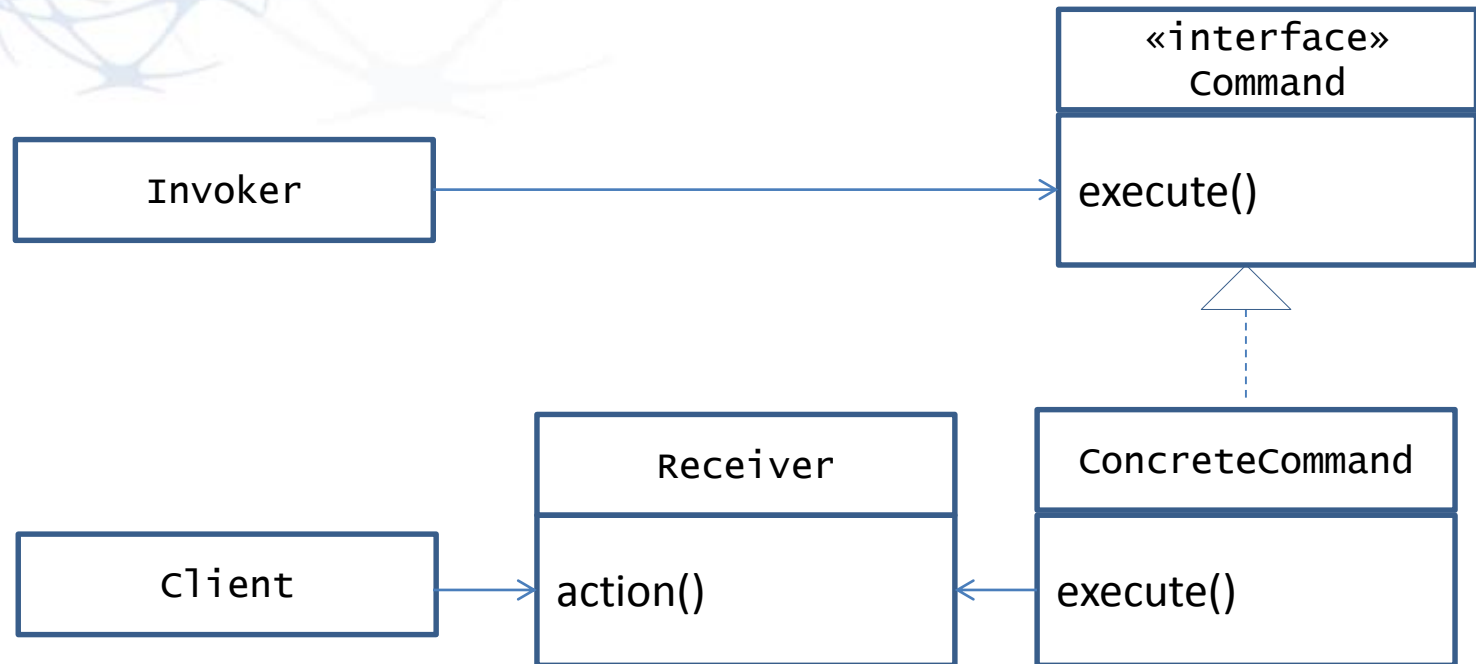 «interface»
Command
Invoker
execute()
Receiver
ConcreteCommand
Client
action()
execute()